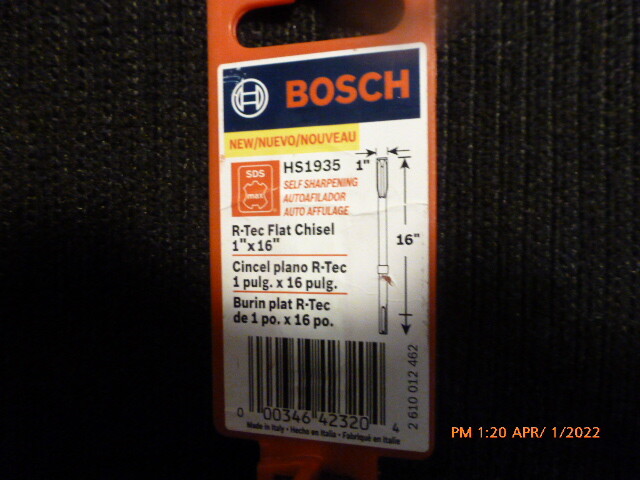 BOSCH
NEW/NUEVO/NOUVEAU
SDS
max
HS1935
1"
SELF SHARPENING
AUTOAFILADOR
AUTO AFFULAGE
R-Tec Flat Chisel
1" x 16"
Cincel plano R-Tec
1 pulg. x 16 pulg.
Burin plat R-Tec
de 1 po. x 16 po.
16"
2 610 012 462
0 00346 42320 4
Made in Italy • Hecho en Italia • Fabriqué en Italie
PM 1:20 APR/ 1/2022